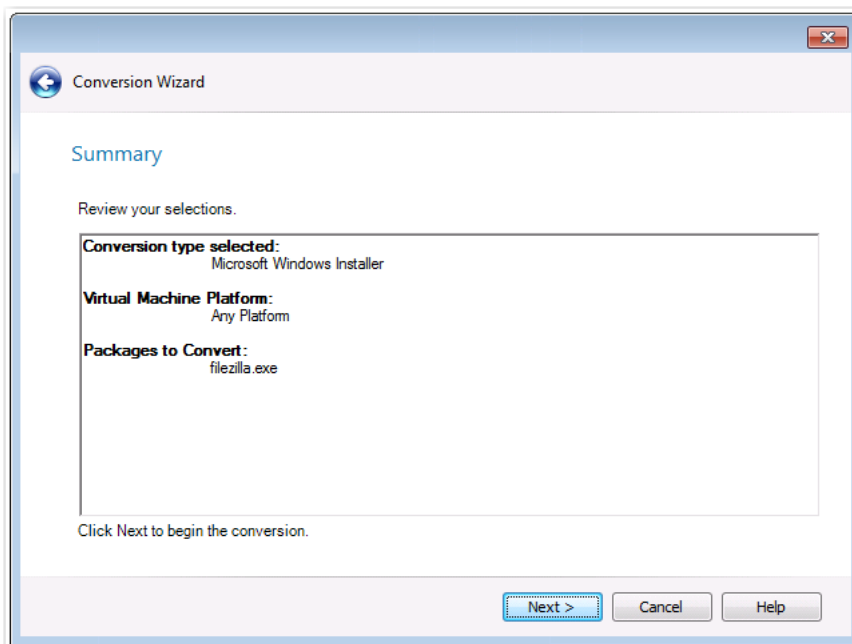 Conversion Wizard
Summary
Review your selections.
Conversion type selected:
Microsoft Windows Installer
Virtual Machine Platform:
Any Platform
Packages to Convert:
filezilla.exe
Click Next to begin the conversion.
Next > Cancel Help